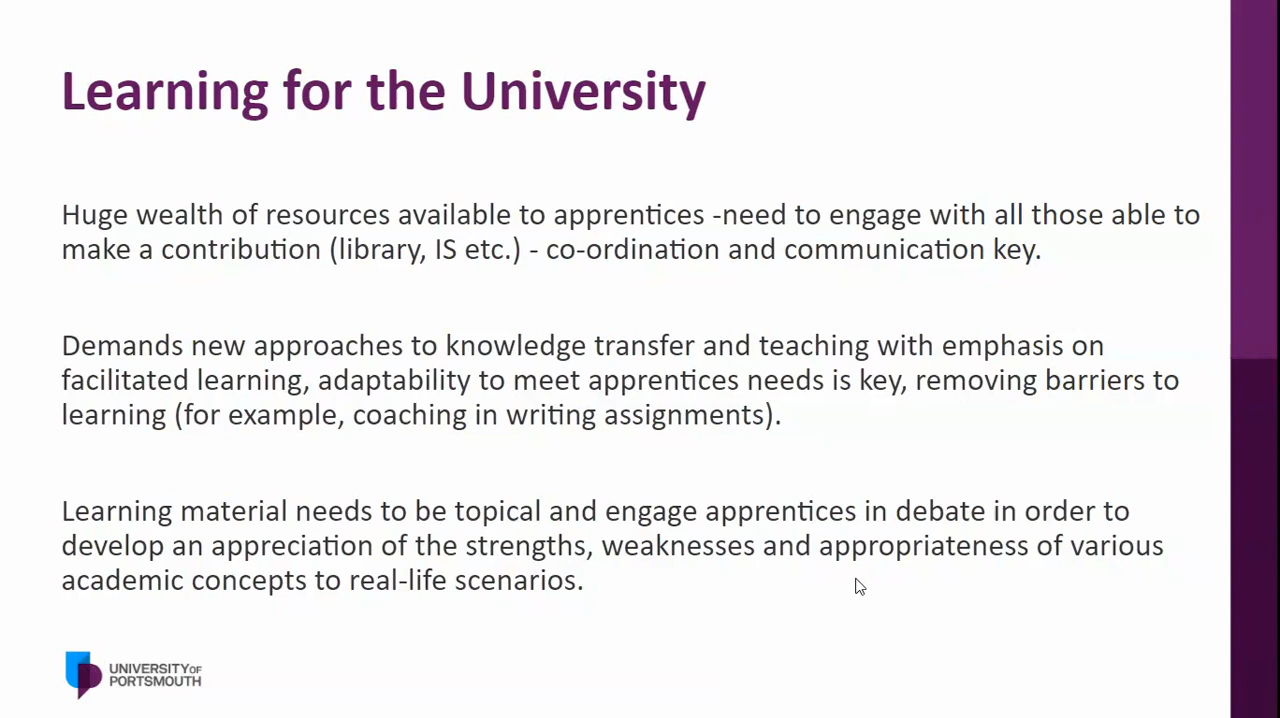 Learning for the University
Huge wealth of resources available to apprentices -need to engage with all those able to
make a contribution (library, IS etc.) - co-ordination and communication key.
Demands new approaches to knowledge transfer and teaching with emphasis on
facilitated learning, adaptability to meet apprentices needs is key, removing barriers to
learning (for example, coaching in writing assignments).
Learning material needs to be topical and engage apprentices in debate in order to
develop an appreciation of the strengths, weaknesses and appropriateness of various
academic concepts to real-life scenarios.
UNIVERSITY OF
PORTSMOUTH